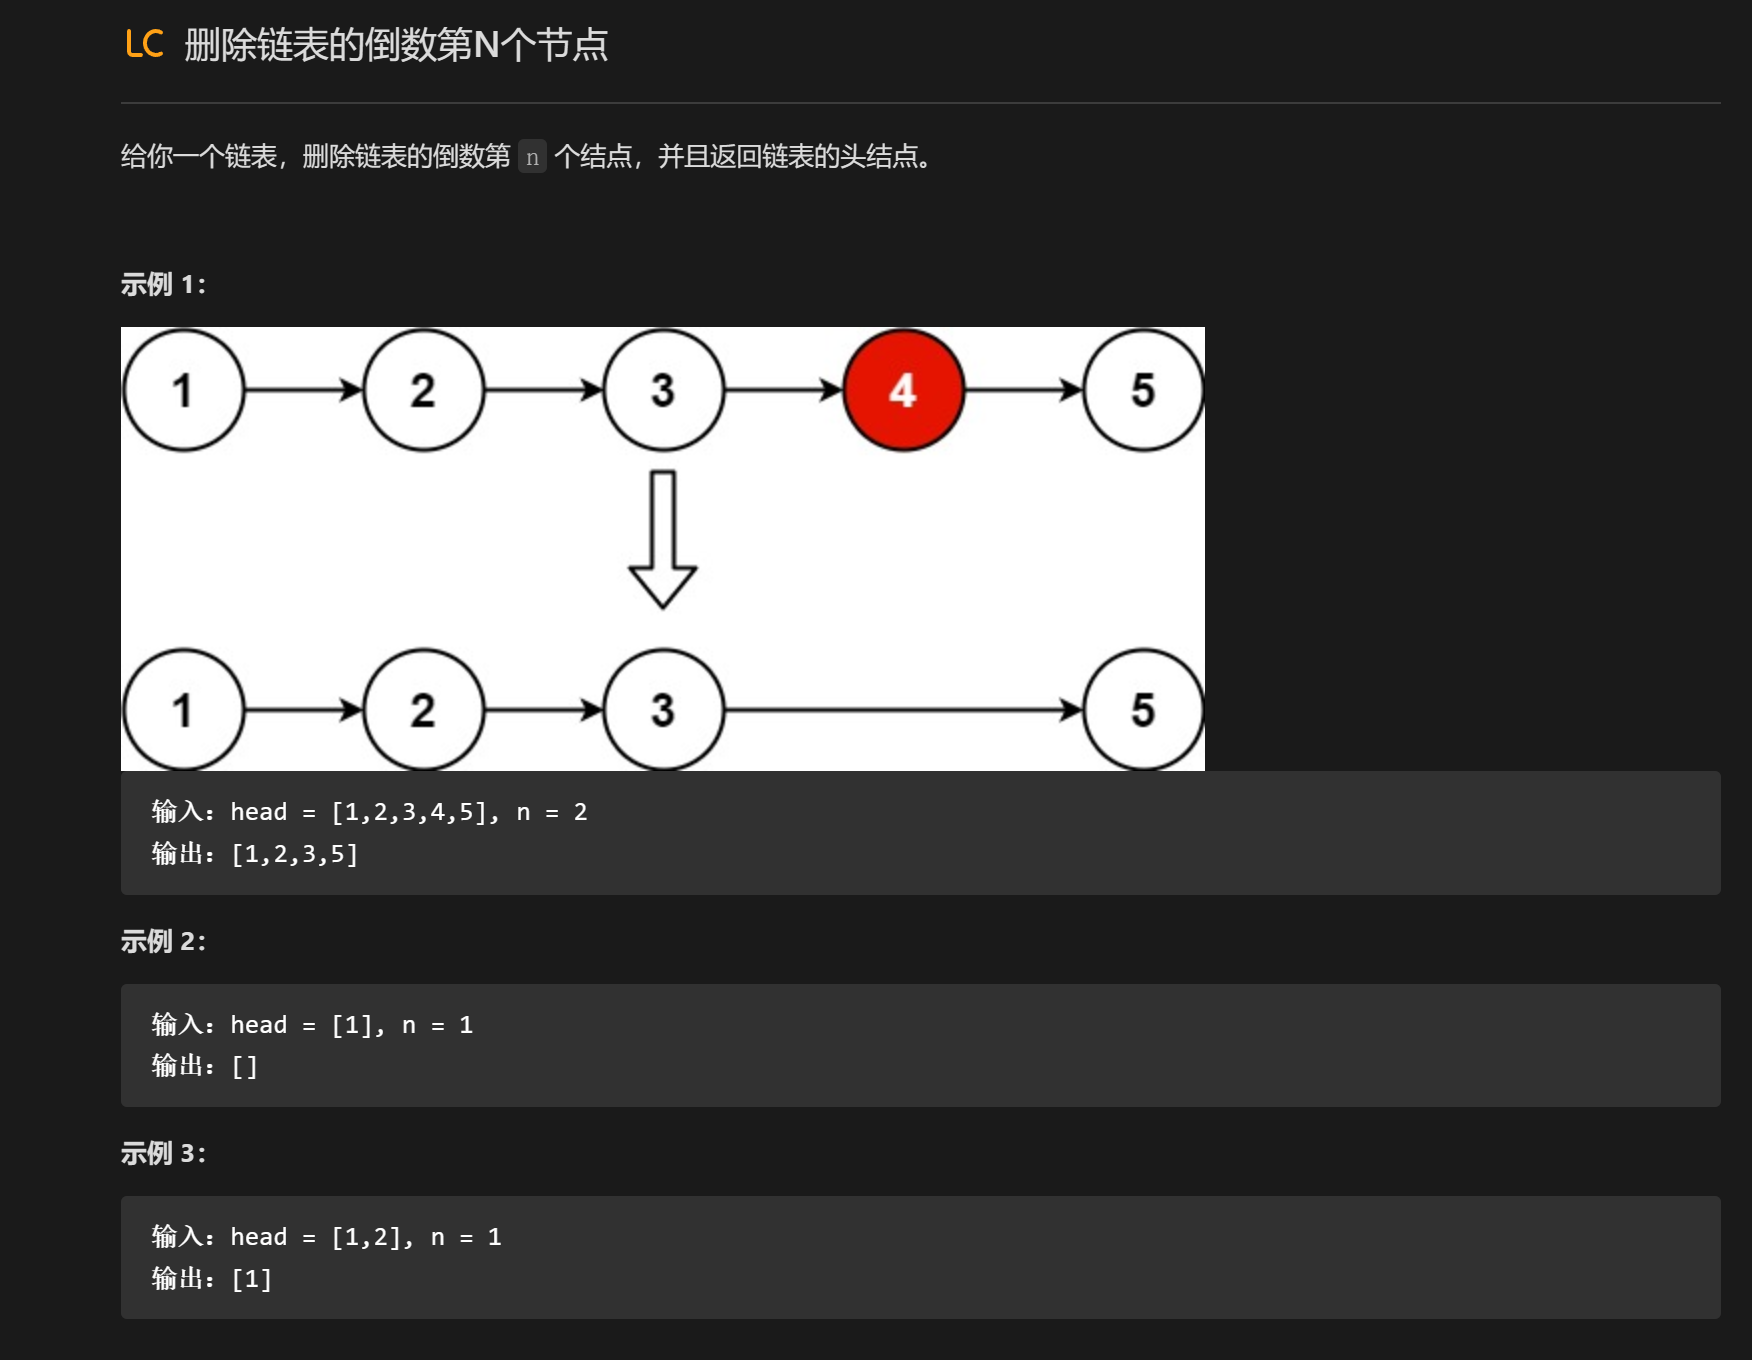 LC 删除链表的倒数第N个节点
给你一个链表，删除链表的倒数第 n 个结点，并且返回链表的头结点。
示例 1：
1 2 3 4 5
1 2 3 5
输入：head = [1,2,3,4,5], n = 2
输出：[1,2,3,5]
示例 2：
输入：head = [1], n = 1
输出：[]
示例 3：
输入：head = [1,2], n = 1
输出：[1]